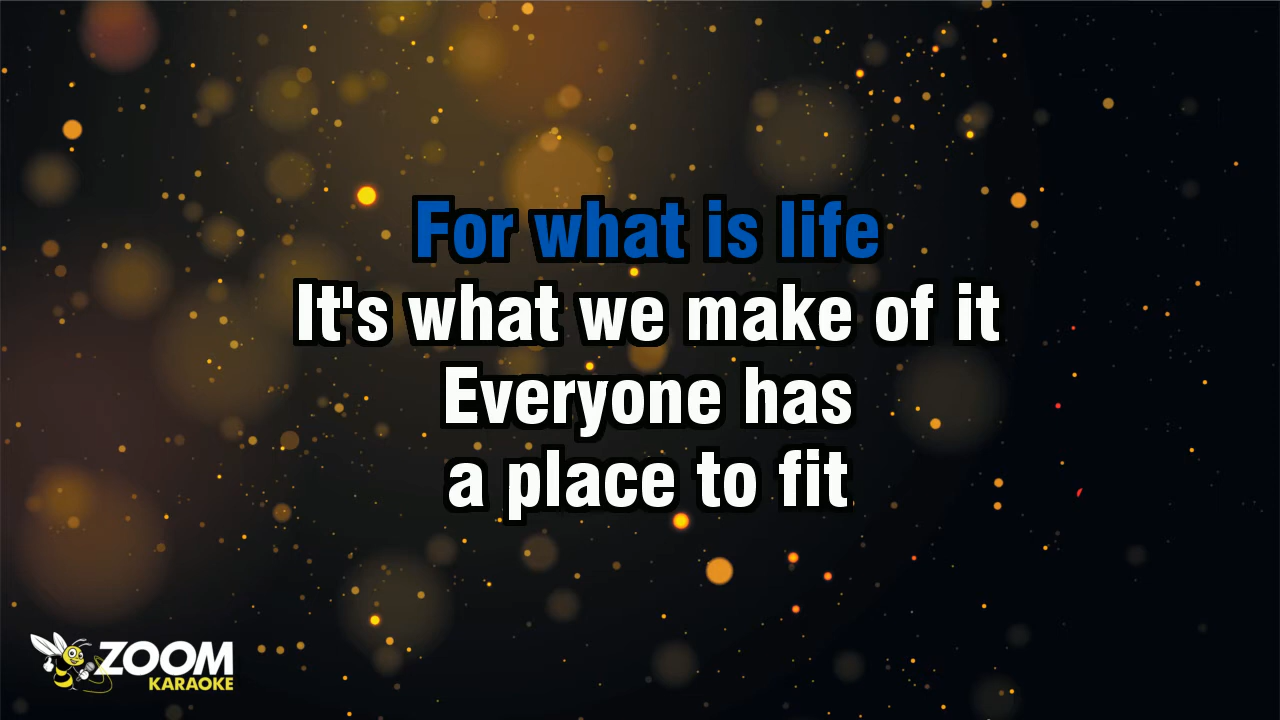 For what is life
It's what we make of it
Everyone has
a place to fit
ZOOM
KARAOKE